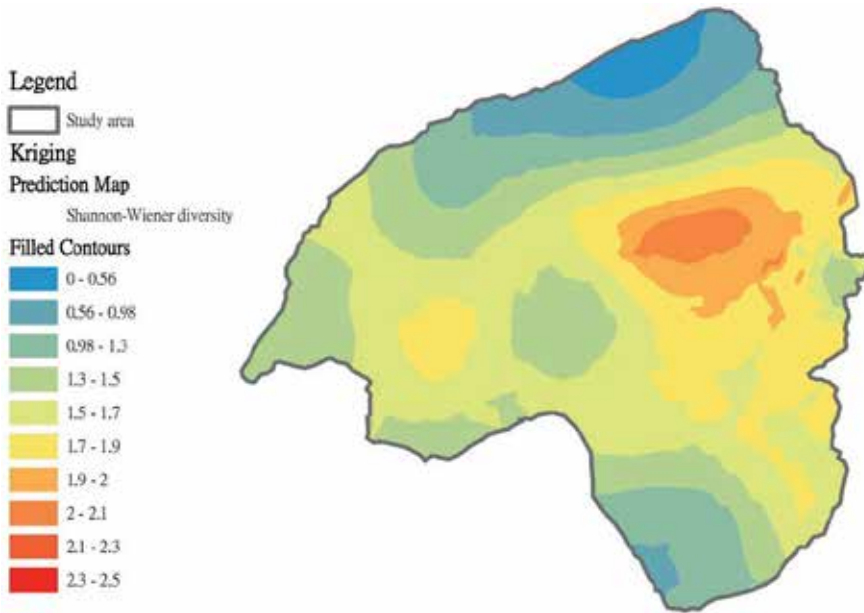 Legend
Study area
Kriging
Prediction Map
Shannon-Wiener diversity
Filled Contours
0 - 0.56
0.56 - 0.98
0.98 - 1.3
1.3 - 1.5
1.5 - 1.7
1.7 - 1.9
1.9 - 2
2 - 2.1
2.1 - 2.3
2.3 - 2.5